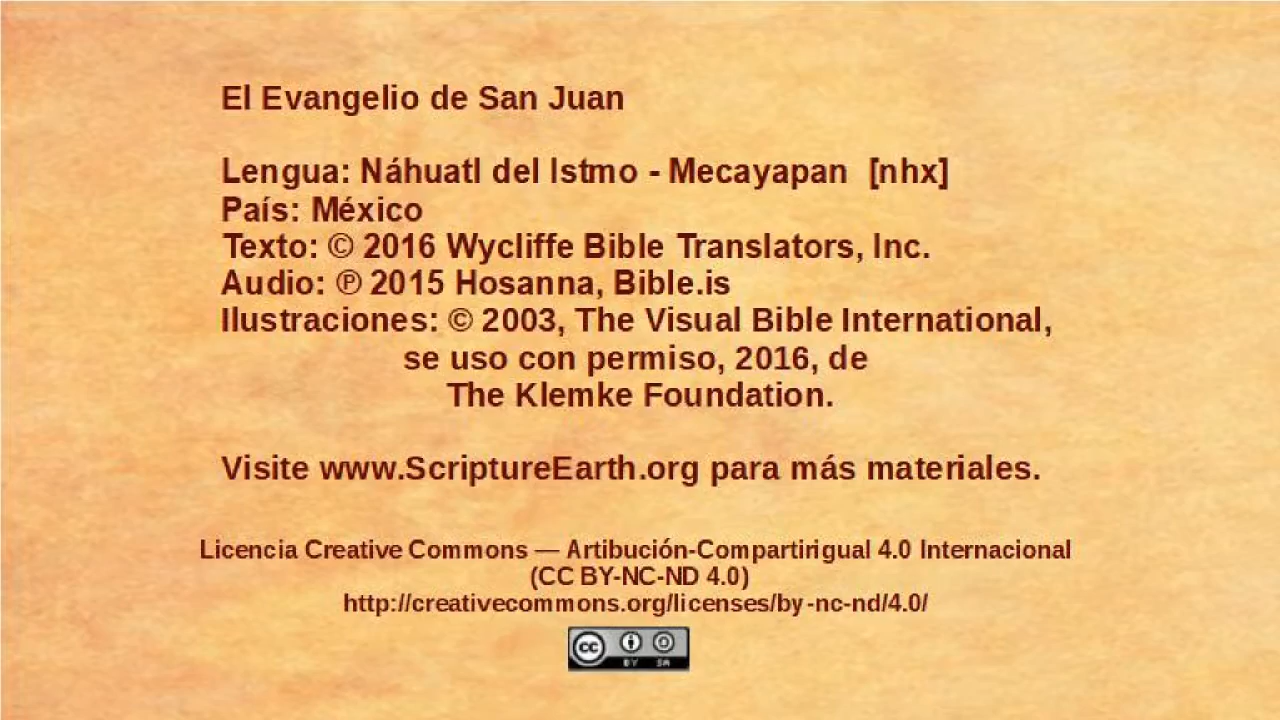 El Evangelio de San Juan
Lengua: Náhuatl del Istmo - Mecayapan [nhx]
País: México
Texto: © 2016 Wycliffe Bible Translators, Inc.
Audio: ℗ 2015 Hosanna, Bible.is
Ilustraciones: © 2003, The Visual Bible International,
se uso con permiso, 2016, de
The Klemke Foundation.
Visite www.ScriptureEarth.org para más materiales.
Licencia Creative Commons — Artibución-Compartirigual 4.0 Internacional
(CC BY-NC-ND 4.0)
http://creativecommons.org/licenses/by-nc-nd/4.0/
cc BY SA